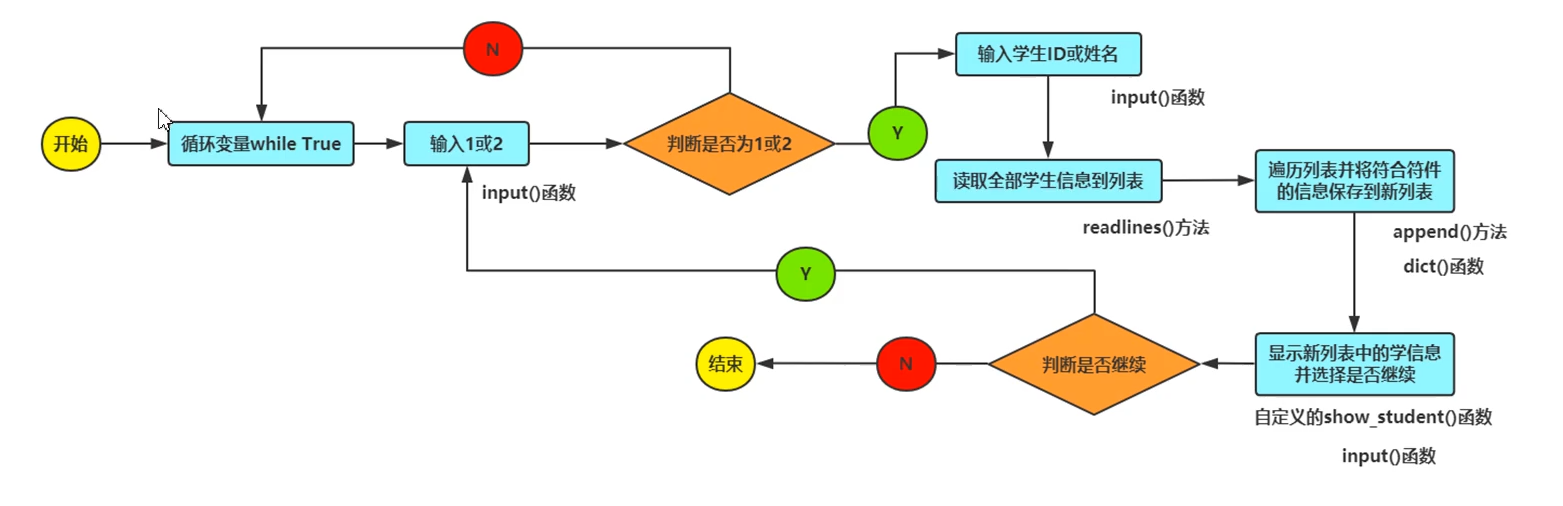 N
输入学生ID或姓名
input()函数
开始
循环变量while True
输入1或2
判断是否为1或2
Y
input()函数
读取全部学生信息到列表
readlines()方法
遍历列表并将符合符件
的信息保存到新列表
append()方法
dict()函数
Y
结束
N
判断是否继续
显示新列表中的学信息
并选择是否继续
自定义的show_student()函数
input()函数